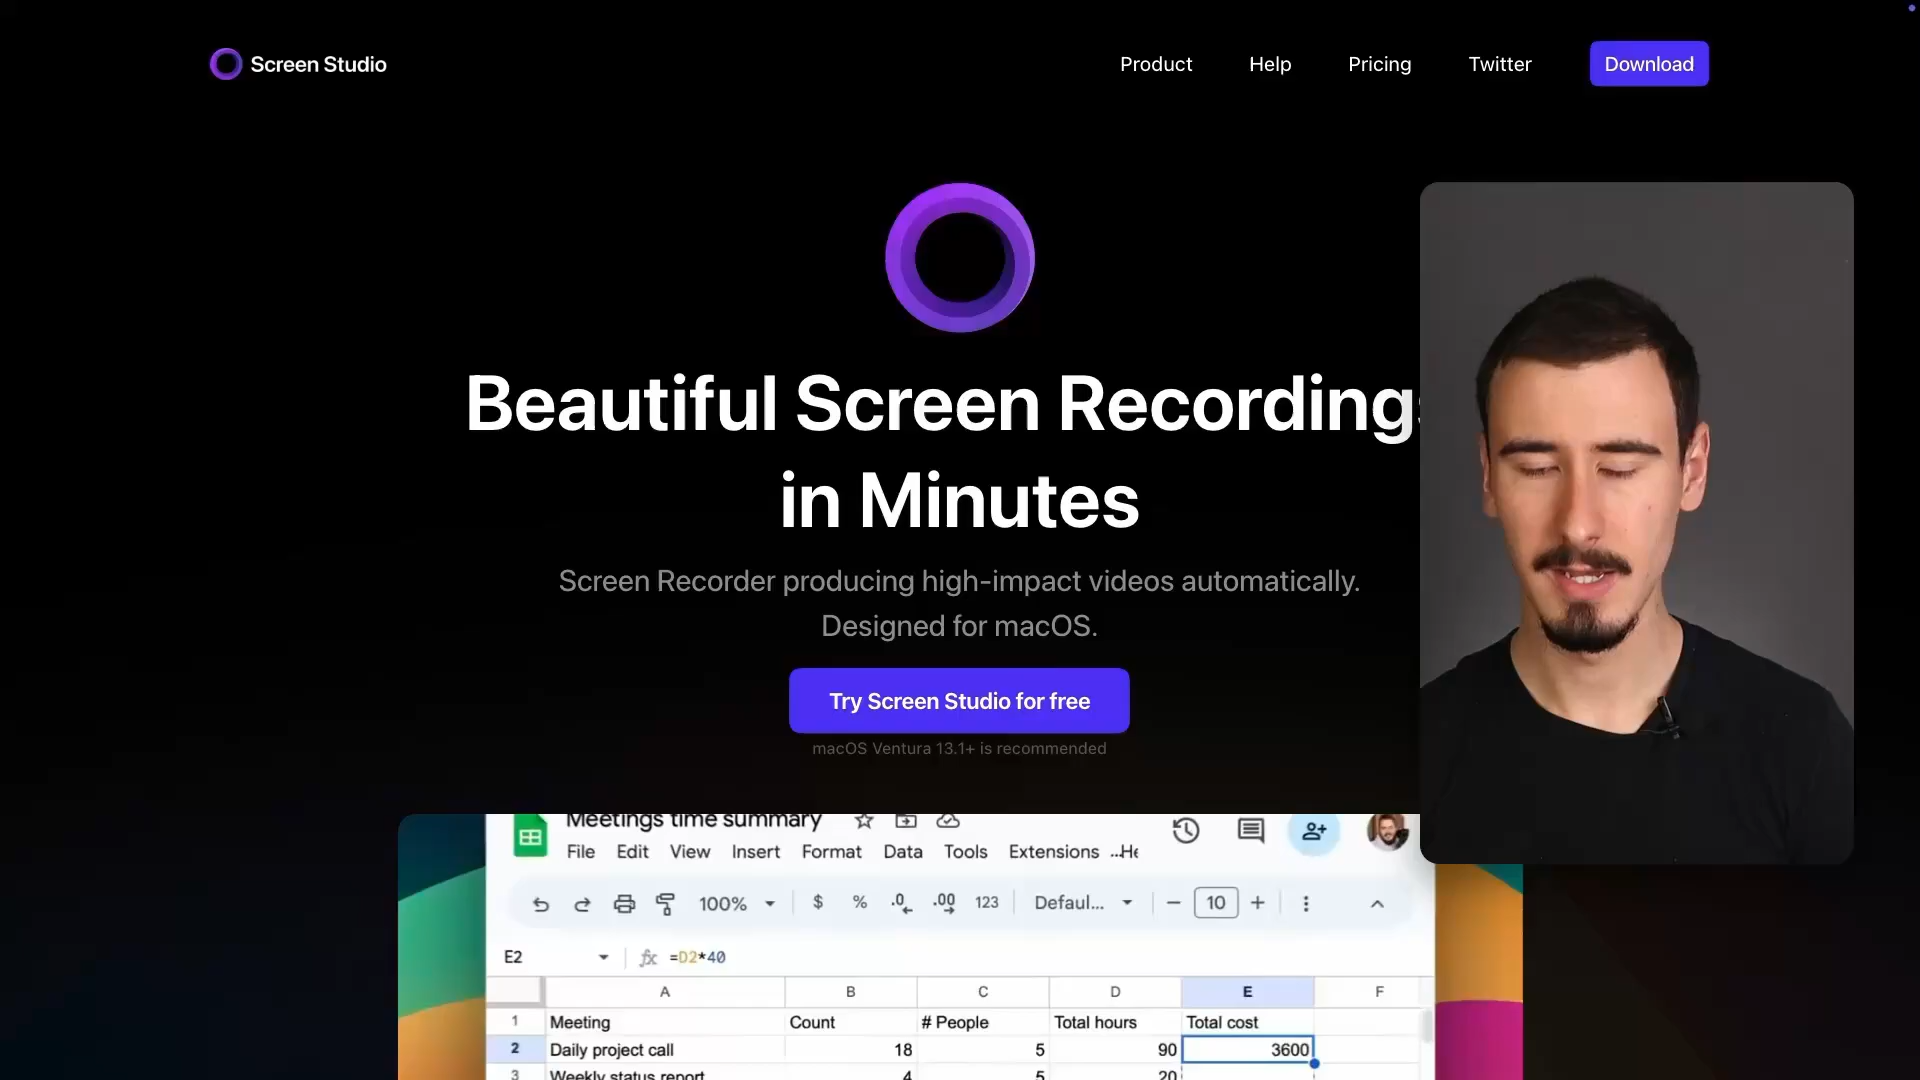 Screen Studio
Product Help Pricing Twitter Download
Beautiful Screen Recordings
in Minutes
Screen Recorder producing high-impact videos automatically.
Designed for macOS.
Try Screen Studio for free
macOS Ventura 13.1+ is recommended
Meetings time summary
File Edit View Insert Format Data Tools Extensions ...He
100% $ % .0 .00 123 Defaul... − 10 +
E2 fx =D2*40
A B C D E F
1 Meeting Count # People Total hours Total cost
2 Daily project call 18 5 90 3600
3 Weekly status report 4 5 20